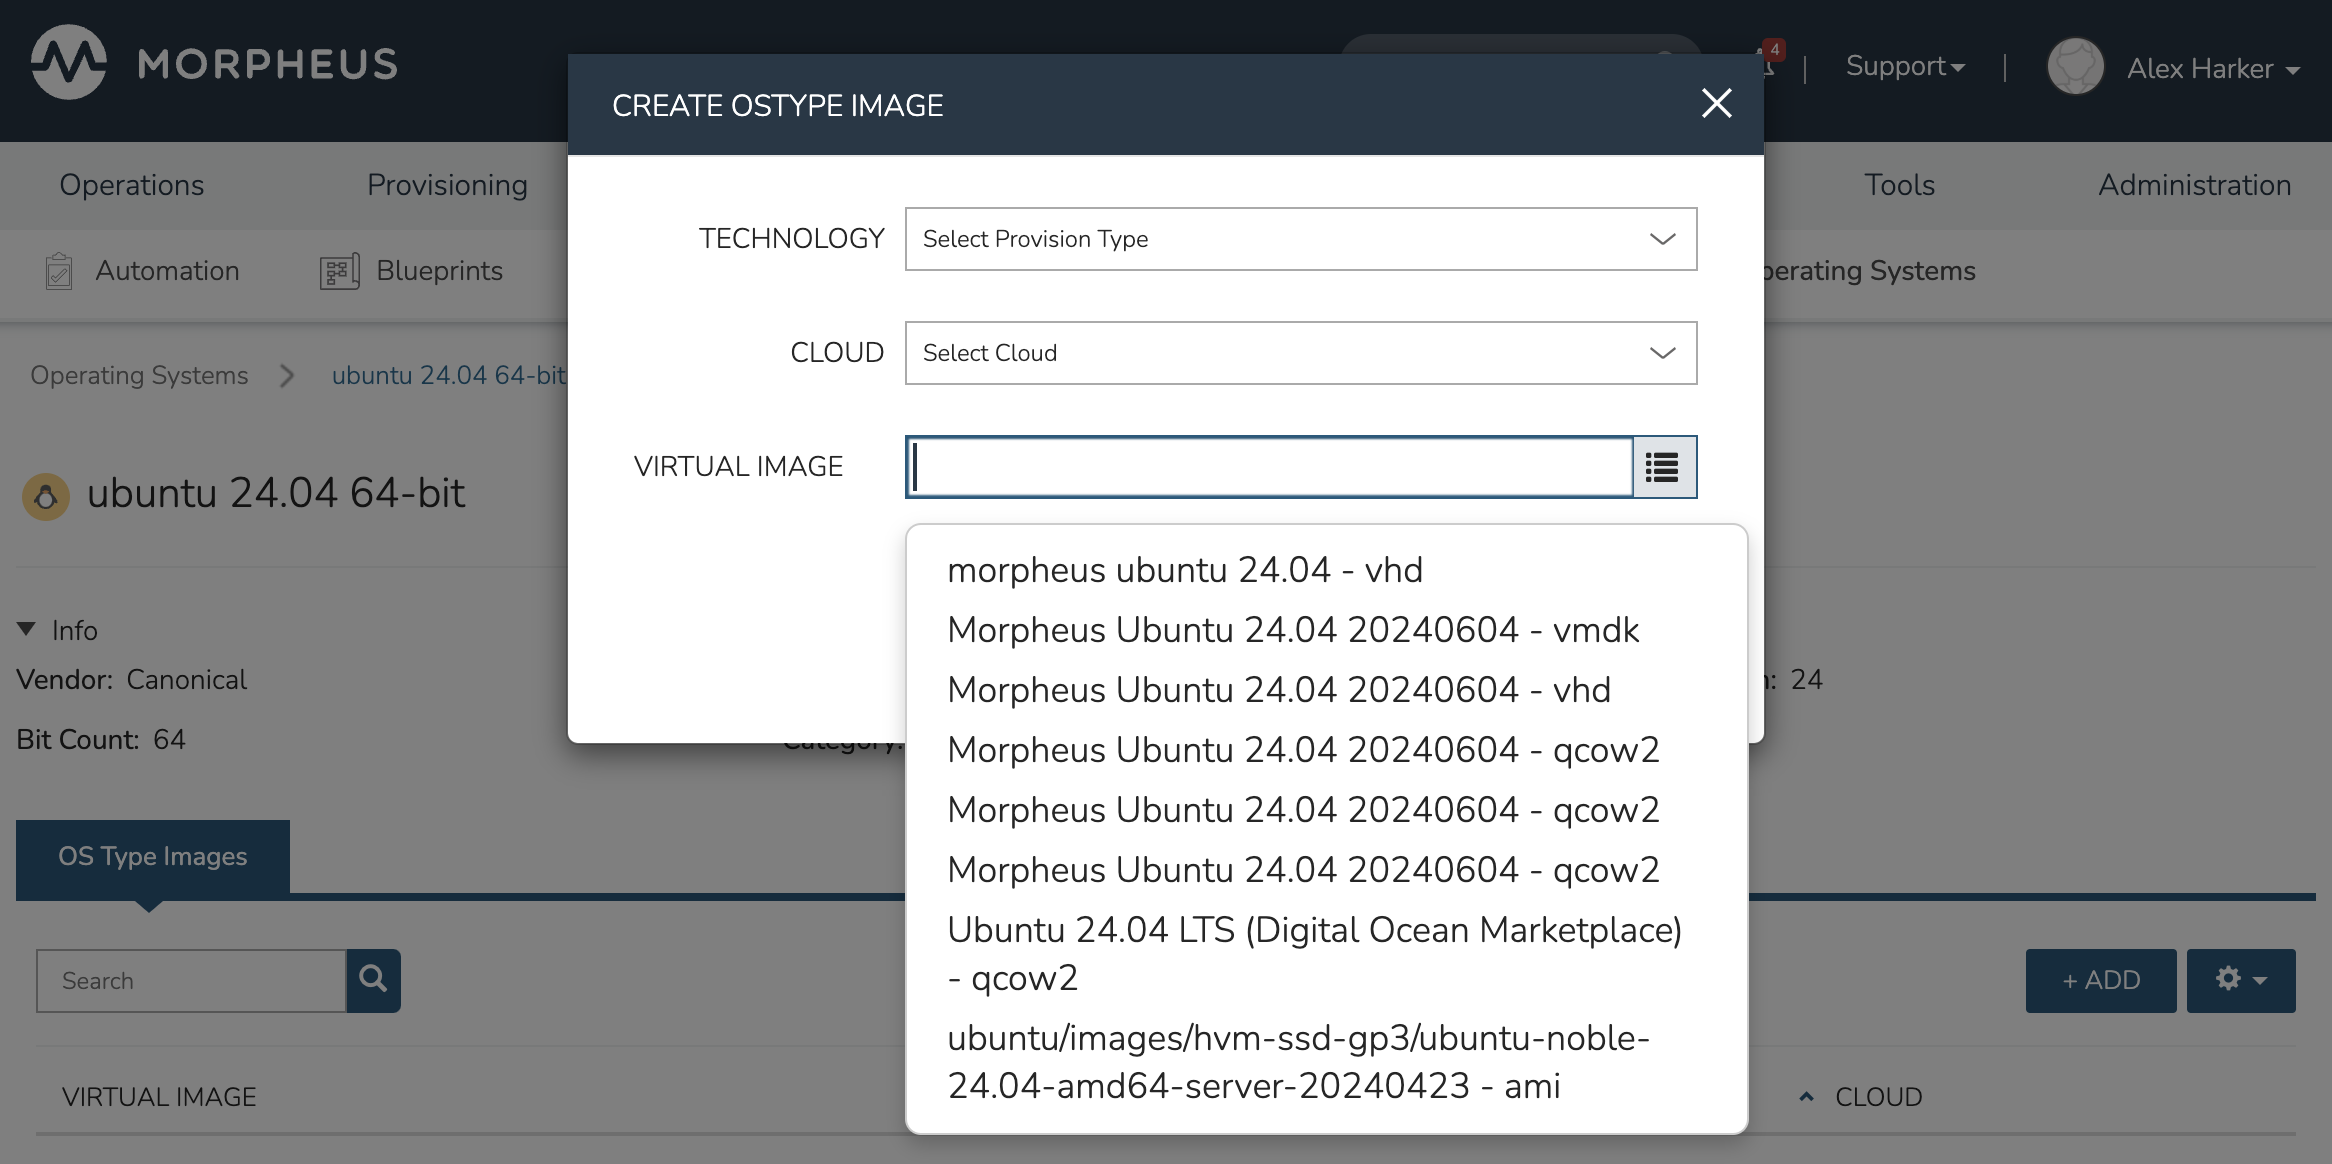 MORPHEUS
4
Support
Alex Harker
CREATE OSTYPE IMAGE
Operations
Provisioning
Tools
Administration
Automation
Blueprints
perating Systems
TECHNOLOGY
Select Provision Type
CLOUD
Select Cloud
Operating Systems
ubuntu 24.04 64-bit
VIRTUAL IMAGE
ubuntu 24.04 64-bit
morpheus ubuntu 24.04 - vhd
Morpheus Ubuntu 24.04 20240604 - vmdk
Morpheus Ubuntu 24.04 20240604 - vhd
Morpheus Ubuntu 24.04 20240604 - qcow2
Morpheus Ubuntu 24.04 20240604 - qcow2
Morpheus Ubuntu 24.04 20240604 - qcow2
Ubuntu 24.04 LTS (Digital Ocean Marketplace)
- qcow2
ubuntu/images/hvm-ssd-gp3/ubuntu-noble-
24.04-amd64-server-20240423 - ami
Info
Vendor: Canonical
24
Bit Count: 64
Category:
OS Type Images
Search
+ ADD
VIRTUAL IMAGE
CLOUD